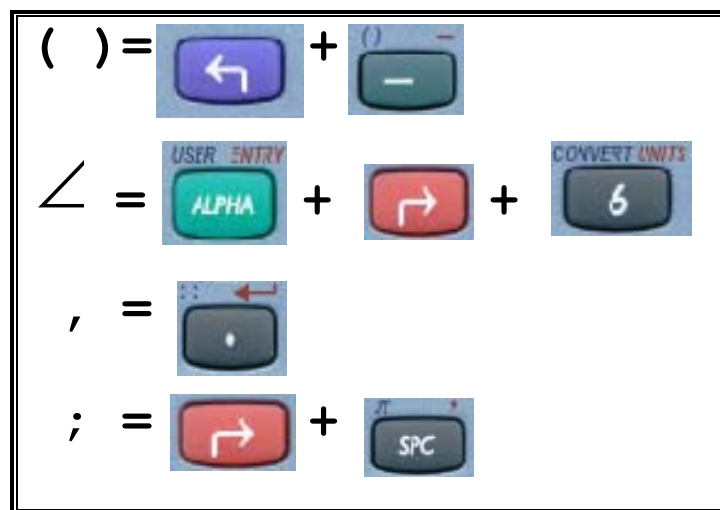 ( ) = + ( ) —
—
USER ENTRY
∠ = ALPHA + + CONVERT UNITS
6
, = : : .
; = + π ,
SPC